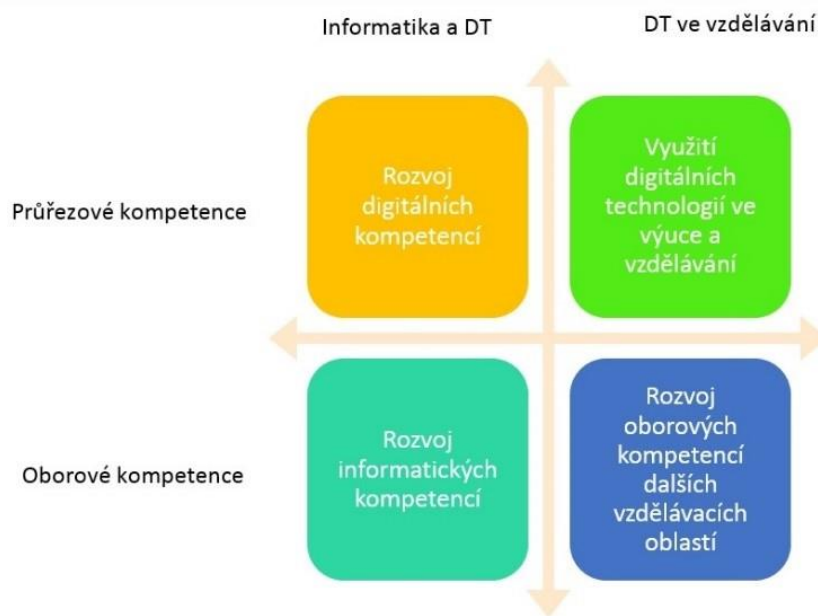 Informatika a DT
DT ve vzdělávání
Průřezové kompetence
Rozvoj
digitálních
kompetencí
Využití
digitálních
technologií ve
výuce a
vzdělávání
Oborové kompetence
Rozvoj
informatických
kompetencí
Rozvoj
oborových
kompetencí
dalších
vzdělávacích
oblastí